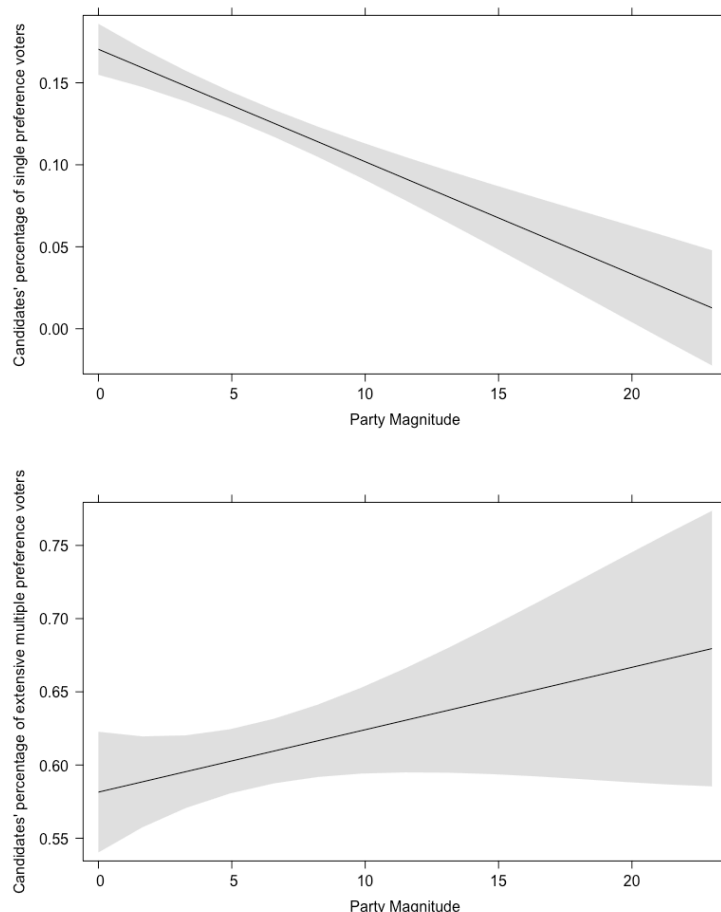 Candidates' percentage of single preference voters
0.15
0.10
0.05
0.00
0 5 10 15 20
Party Magnitude
Candidates' percentage of extensive multiple preference voters
0.75
0.70
0.65
0.60
0.55
0 5 10 15 20
Party Magnitude